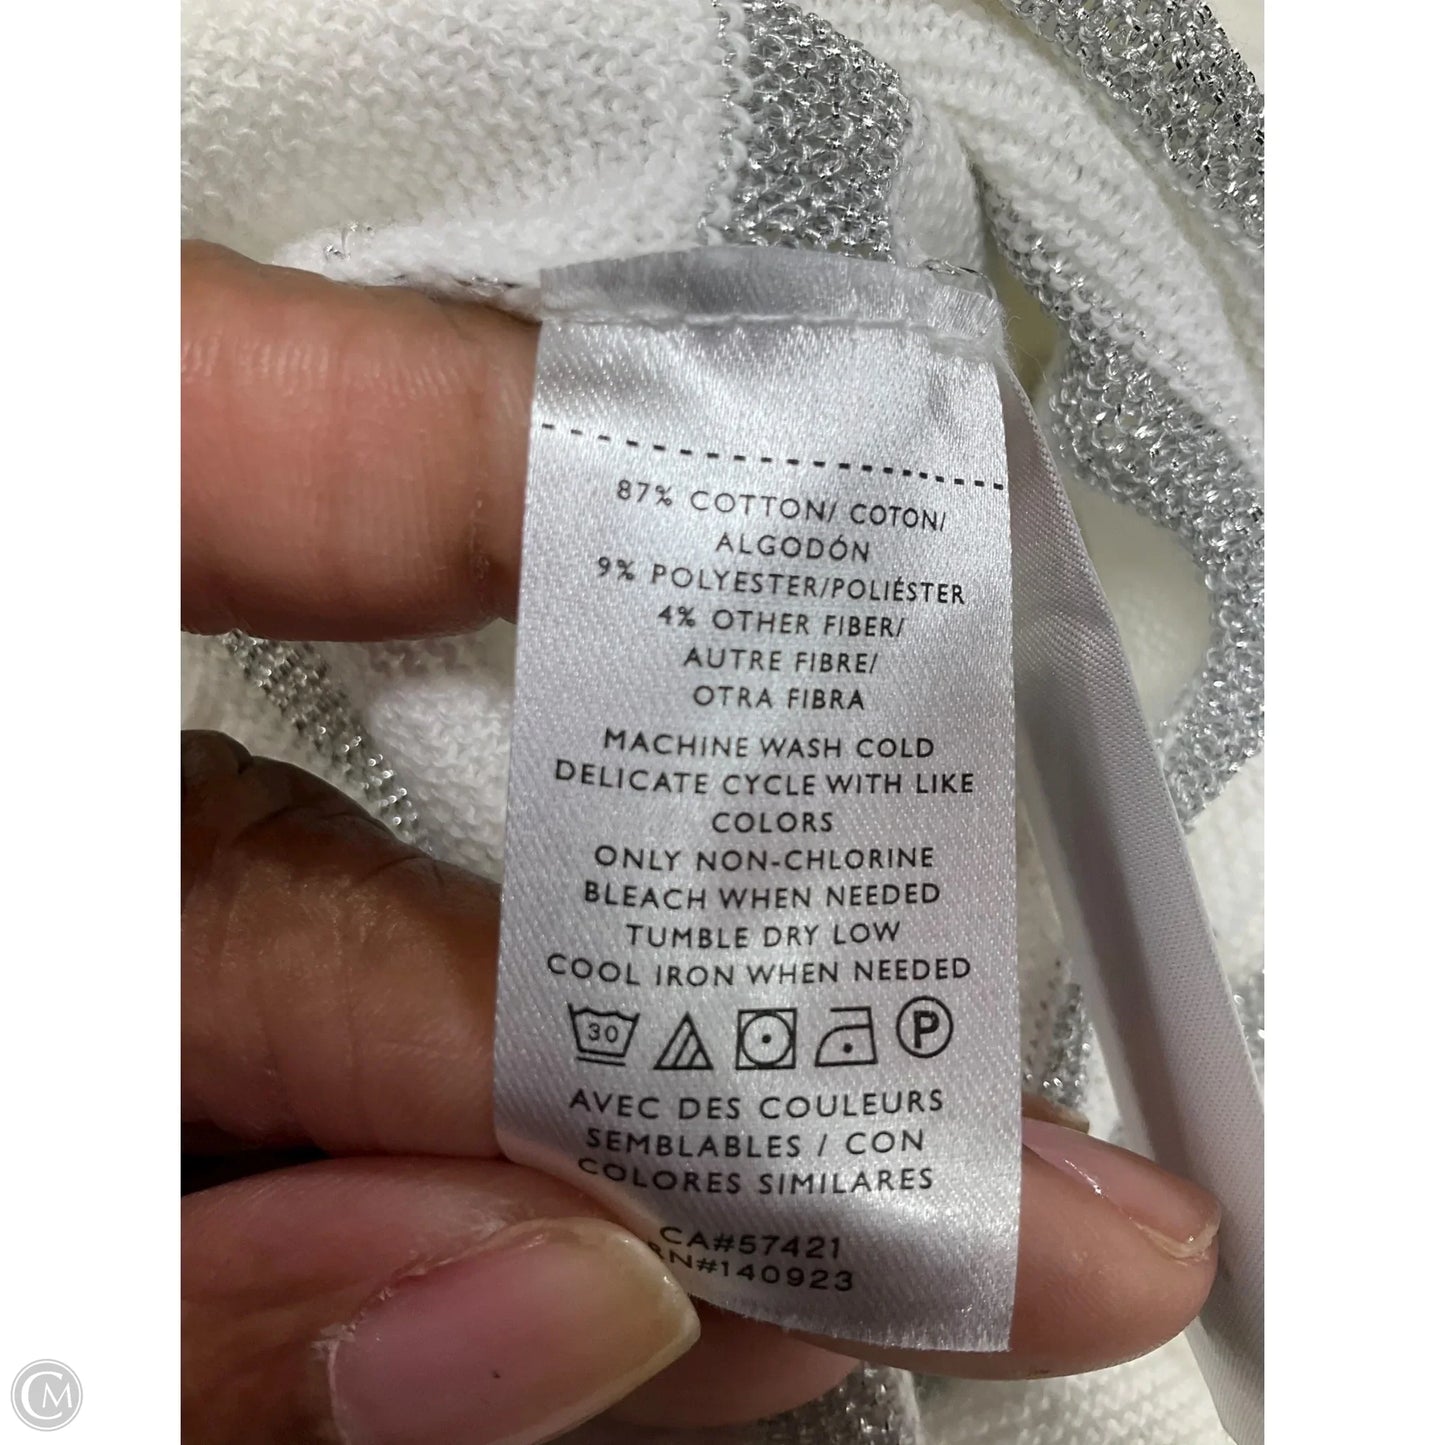 87% COTTON/ COTON/
ALGODÓN
9% POLYESTER/POLIÉSTER
4% OTHER FIBER/
AUTRE FIBRE/
OTRA FIBRA
MACHINE WASH COLD
DELICATE CYCLE WITH LIKE
COLORS
ONLY NON-CHLORINE
BLEACH WHEN NEEDED
TUMBLE DRY LOW
COOL IRON WHEN NEEDED
30 P
AVEC DES COULEURS
SEMBLABLES / CON
COLORES SIMILARES
CA#57421
RN#140923
CM